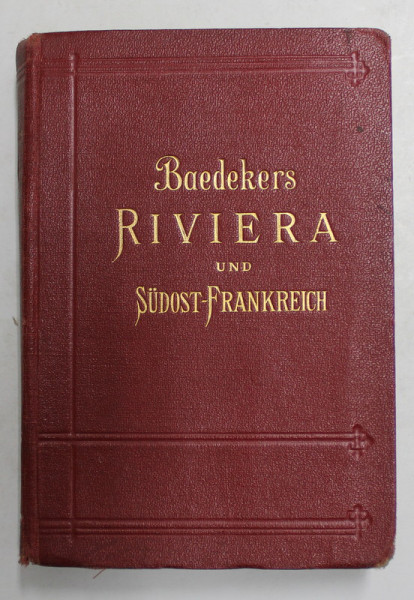 Baedekers
RIVIERA
UND
SÜDOST-FRANKREICH